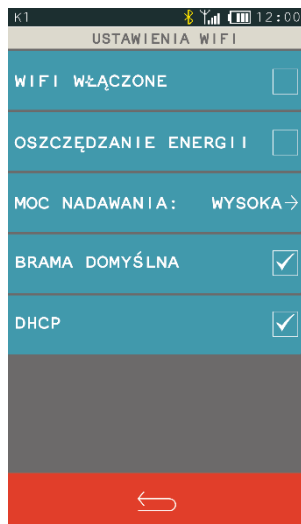 K1 12:00
USTAWIENIA WIFI
WIFI WŁĄCZONE
OSZCZĘDZANIE ENERGII
MOC NADAWANIA: WYSOKA
BRAMA DOMYŚLNA
DHCP